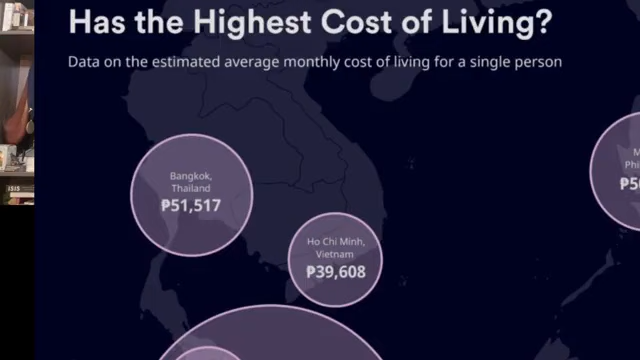 Has the Highest Cost of Living?
Data on the estimated average monthly cost of living for a single person
Bangkok,
Thailand
₱51,517
Ho Chi Minh,
Vietnam
₱39,608